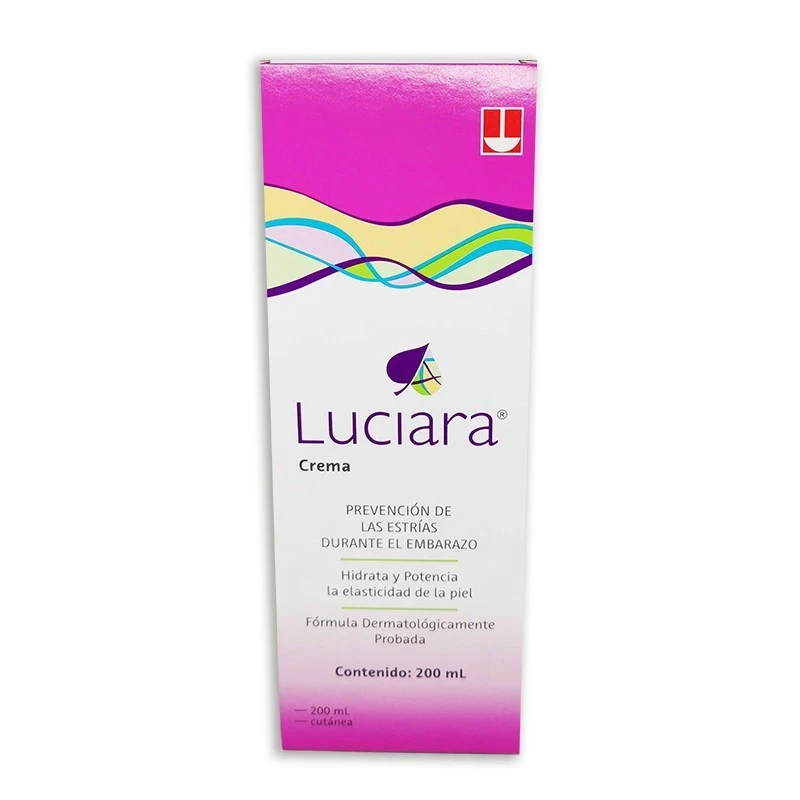 Luciara®
Crema
PREVENCIÓN DE
LAS ESTRÍAS
DURANTE EL EMBARAZO
Hidrata y Potencia
la elasticidad de la piel
Fórmula Dermatológicamente
Probada
Contenido: 200 mL
— 200 mL
— cutánea